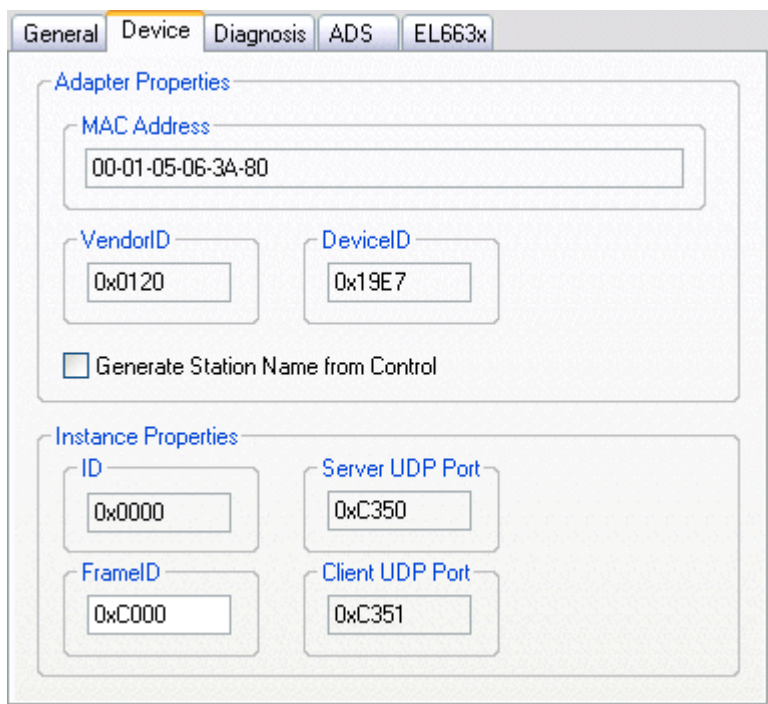 General Device Diagnosis ADS EL663x
Adapter Properties
MAC Address
00-01-05-06-3A-80
VendorID DeviceID
0x0120 0x19E7
Generate Station Name from Control
Instance Properties
ID Server UDP Port
0x0000 0xC350
FrameID Client UDP Port
0xC000 0xC351